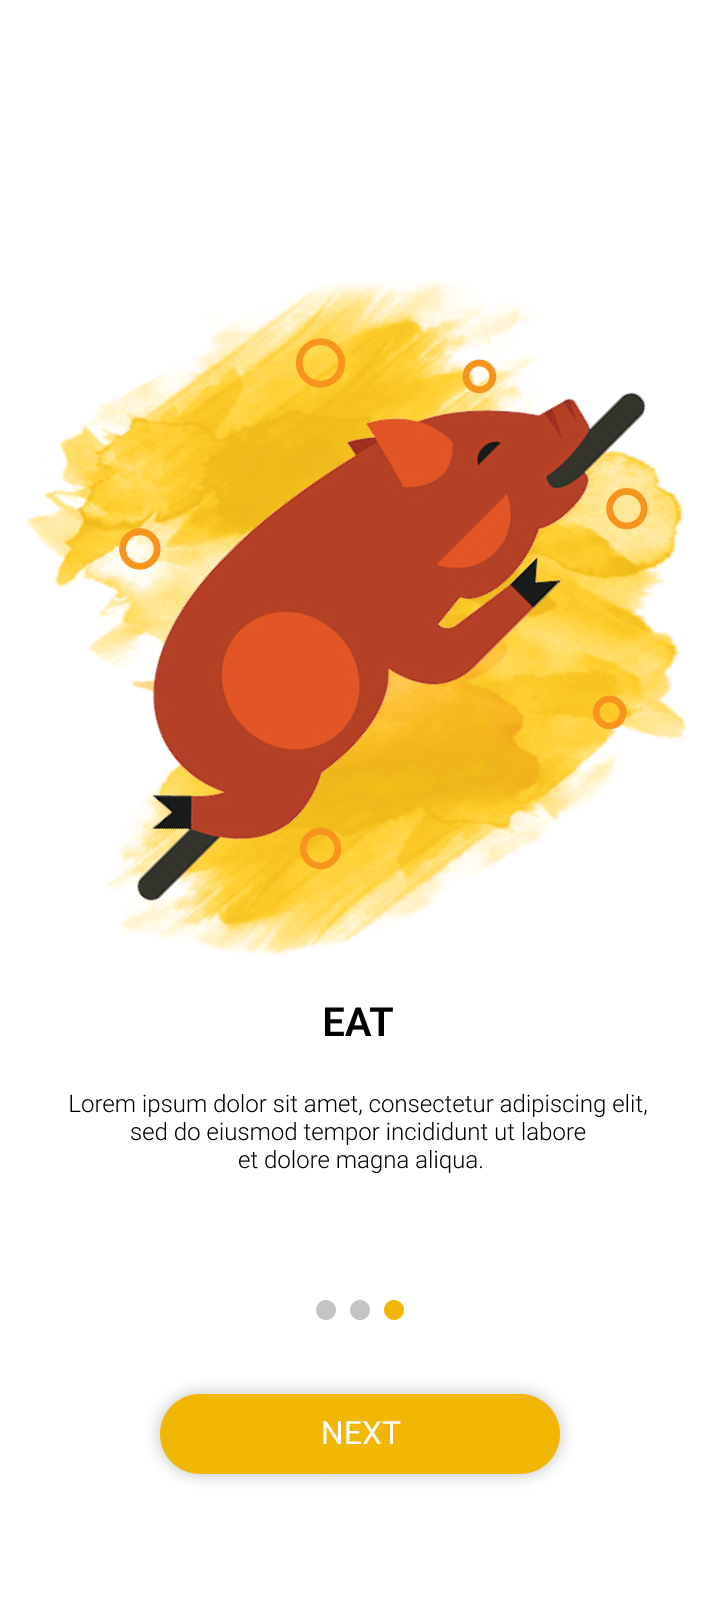 EAT
Lorem ipsum dolor sit amet, consectetur adipiscing elit,
sed do eiusmod tempor incididunt ut labore
et dolore magna aliqua.
NEXT